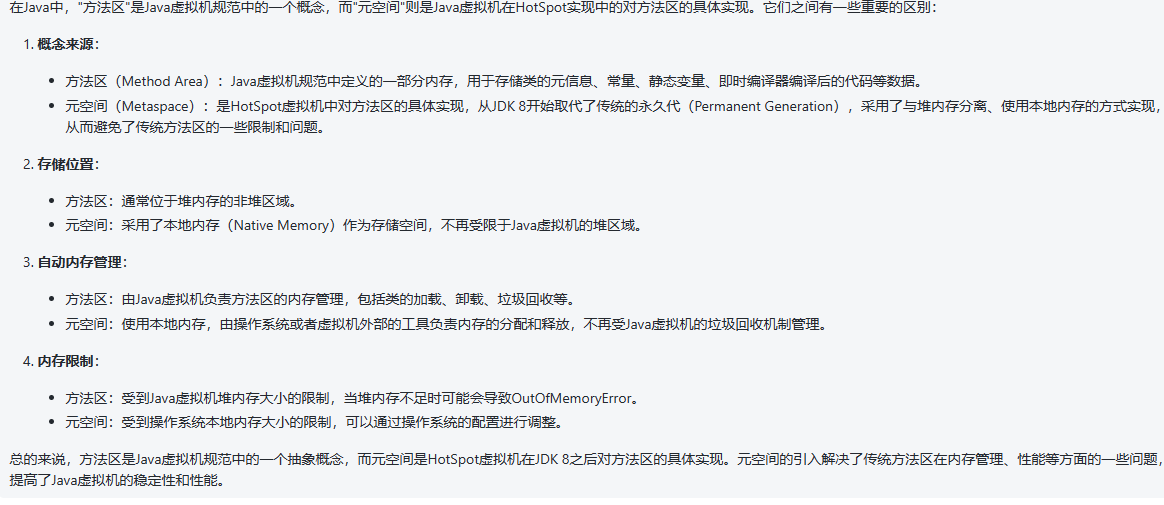 在Java中，"方法区"是Java虚拟机规范中的一个概念，而"元空间"则是Java虚拟机在HotSpot实现中的对方法区的具体实现。它们之间有一些重要的区别：
1. 概念来源：
• 方法区（Method Area）：Java虚拟机规范中定义的一部分内存，用于存储类的元信息、常量、静态变量、即时编译器编译后的代码等数据。
• 元空间（Metaspace）：是HotSpot虚拟机中对方法区的具体实现，从JDK 8开始取代了传统的永久代（Permanent Generation），采用了与堆内存分离、使用本地内存的方式实现，
从而避免了传统方法区的一些限制和问题。
2. 存储位置：
• 方法区：通常位于堆内存的非堆区域。
• 元空间：采用了本地内存（Native Memory）作为存储空间，不再受限于Java虚拟机的堆区域。
3. 自动内存管理：
• 方法区：由Java虚拟机负责方法区的内存管理，包括类的加载、卸载、垃圾回收等。
• 元空间：使用本地内存，由操作系统或者虚拟机外部的工具负责内存的分配和释放，不再受Java虚拟机的垃圾回收机制管理。
4. 内存限制：
• 方法区：受到Java虚拟机堆内存大小的限制，当堆内存不足时可能会导致OutOfMemoryError。
• 元空间：受到操作系统本地内存大小的限制，可以通过操作系统的配置进行调整。
总的来说，方法区是Java虚拟机规范中的一个抽象概念，而元空间是HotSpot虚拟机在JDK 8之后对方法区的具体实现。元空间的引入解决了传统方法区在内存管理、性能等方面的一些问题，
提高了Java虚拟机的稳定性和性能。